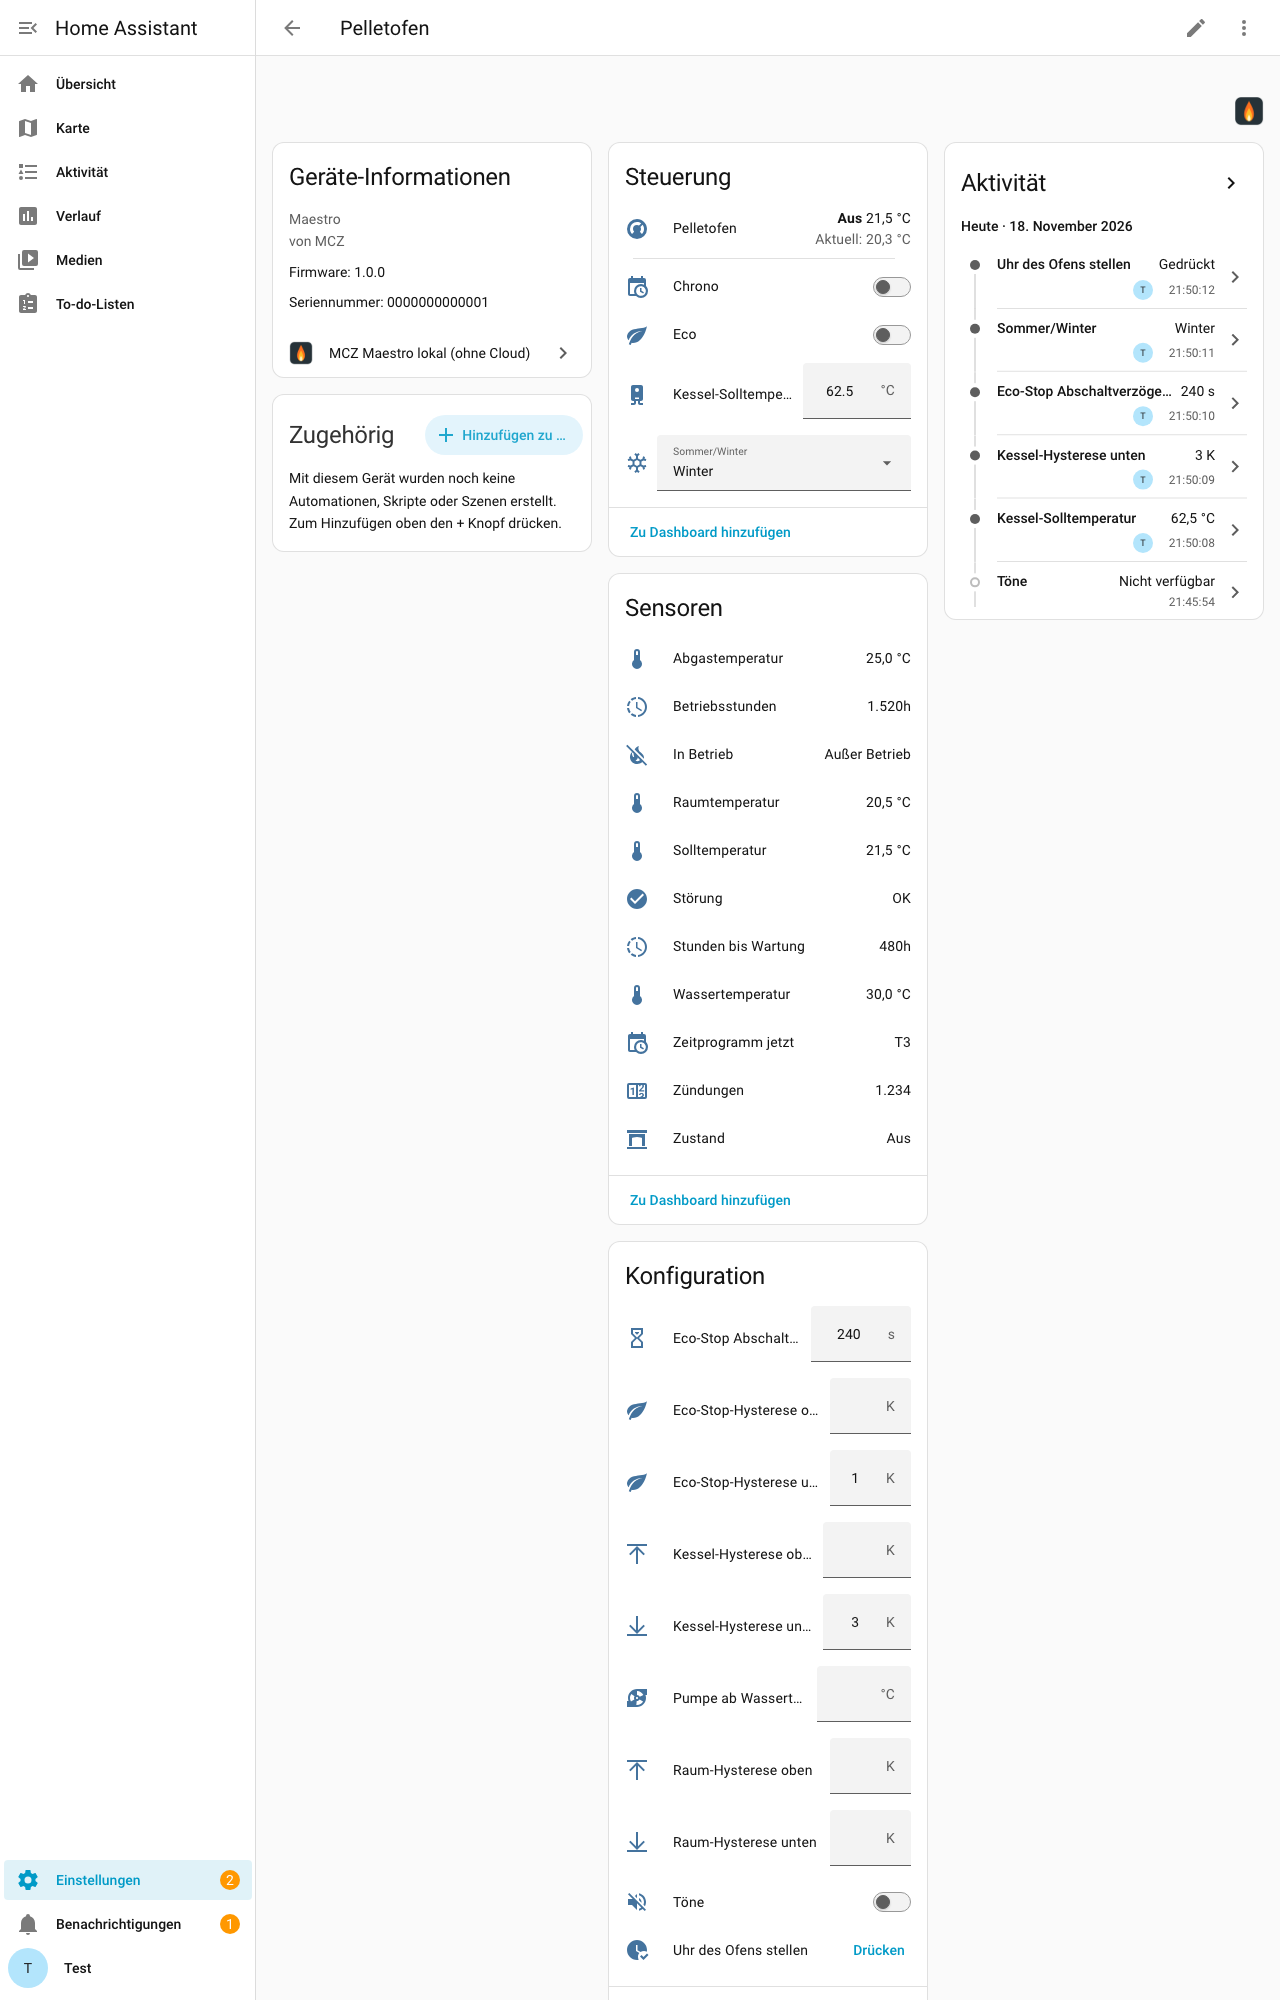 Home Assistant
Pelletofen
Übersicht
Karte
Aktivität
Verlauf
Medien
To-do-Listen
Einstellungen
2
Benachrichtigungen
1
T
Test
Geräte-Informationen
Maestro
von MCZ
Firmware: 1.0.0
Seriennummer: 0000000000001
MCZ Maestro lokal (ohne Cloud)
Zugehörig
Hinzufügen zu ...
Mit diesem Gerät wurden noch keine
Automationen, Skripte oder Szenen erstellt.
Zum Hinzufügen oben den + Knopf drücken.
Steuerung
Pelletofen
Aus 21,5 °C
Aktuell: 20,3 °C
Chrono
Eco
Kessel-Solltempe...
62.5 °C
Sommer/Winter
Winter
Zu Dashboard hinzufügen
Sensoren
Abgastemperatur 25,0 °C
Betriebsstunden 1.520h
In Betrieb Außer Betrieb
Raumtemperatur 20,5 °C
Solltemperatur 21,5 °C
Störung OK
Stunden bis Wartung 480h
Wassertemperatur 30,0 °C
Zeitprogramm jetzt T3
Zündungen 1.234
Zustand Aus
Zu Dashboard hinzufügen
Konfiguration
Eco-Stop Abschalt... 240 s
Eco-Stop-Hysterese o... K
Eco-Stop-Hysterese u... 1 K
Kessel-Hysterese ob... K
Kessel-Hysterese un... 3 K
Pumpe ab Wassert... °C
Raum-Hysterese oben K
Raum-Hysterese unten K
Töne
Uhr des Ofens stellen Drücken
Aktivität
Heute · 18. November 2026
Uhr des Ofens stellen Gedrückt
T 21:50:12
Sommer/Winter Winter
T 21:50:11
Eco-Stop Abschaltverzöge... 240 s
T 21:50:10
Kessel-Hysterese unten 3 K
T 21:50:09
Kessel-Solltemperatur 62,5 °C
T 21:50:08
Töne Nicht verfügbar
21:45:54